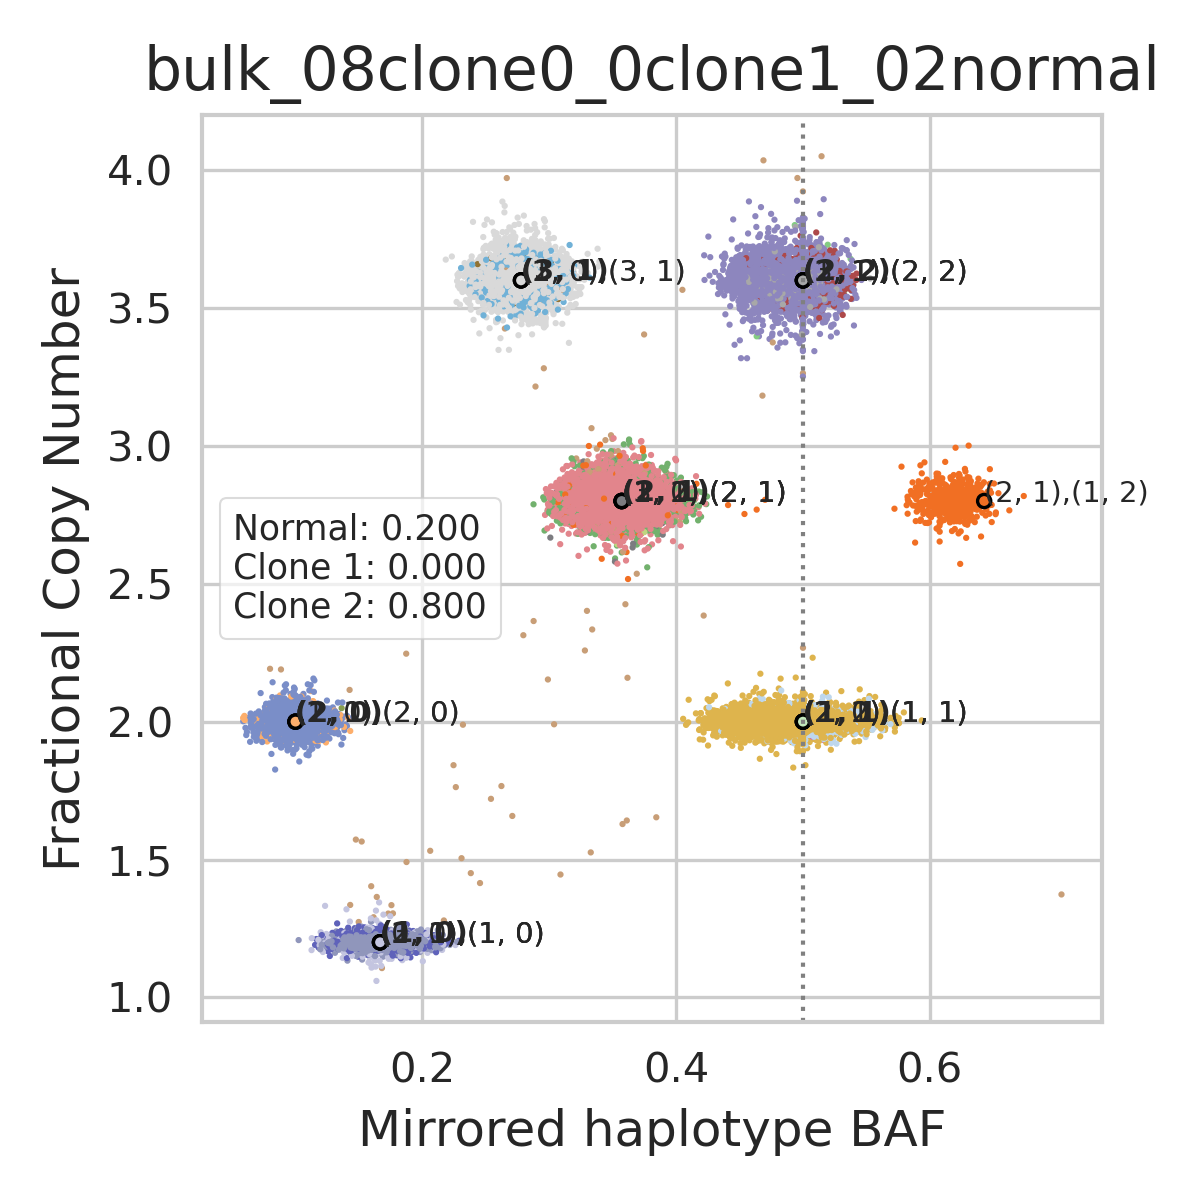 bulk_08clone0_0clone1_02normal
4.0
3.5
3.0
2.5
2.0
1.5
1.0
Fractional Copy Number
(3, 1)
(2, 2)
(2, 1)
(2, 1),(1, 2)
Normal: 0.200
Clone 1: 0.000
Clone 2: 0.800
(2, 0)
(1, 1)
(1, 0)
0.2
0.4
0.6
Mirrored haplotype BAF